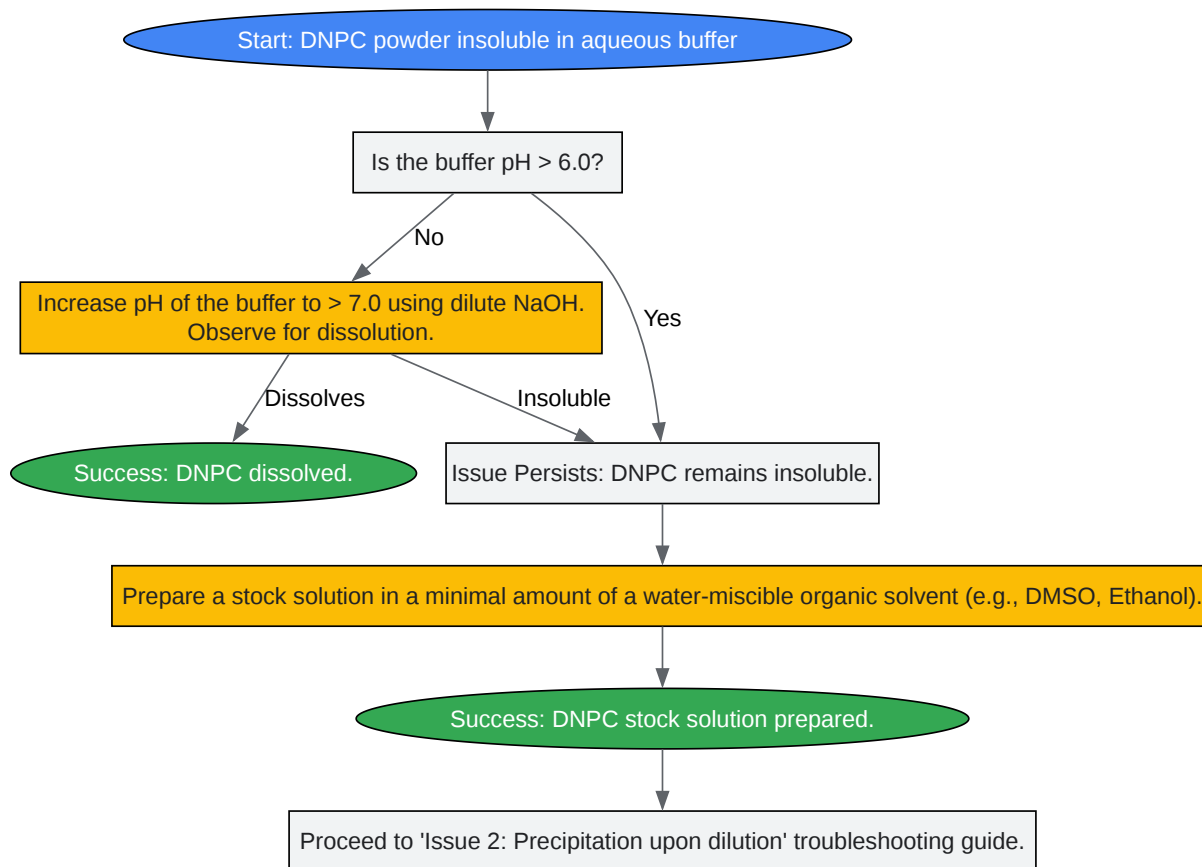 Start: DNPC powder insoluble in aqueous buffer
Is the buffer pH > 6.0?
No
Increase pH of the buffer to > 7.0 using dilute NaOH.
Observe for dissolution.
Yes
Dissolves
Insoluble
Success: DNPC dissolved.
Issue Persists: DNPC remains insoluble.
Prepare a stock solution in a minimal amount of a water-miscible organic solvent (e.g., DMSO, Ethanol).
Success: DNPC stock solution prepared.
Proceed to 'Issue 2: Precipitation upon dilution' troubleshooting guide.